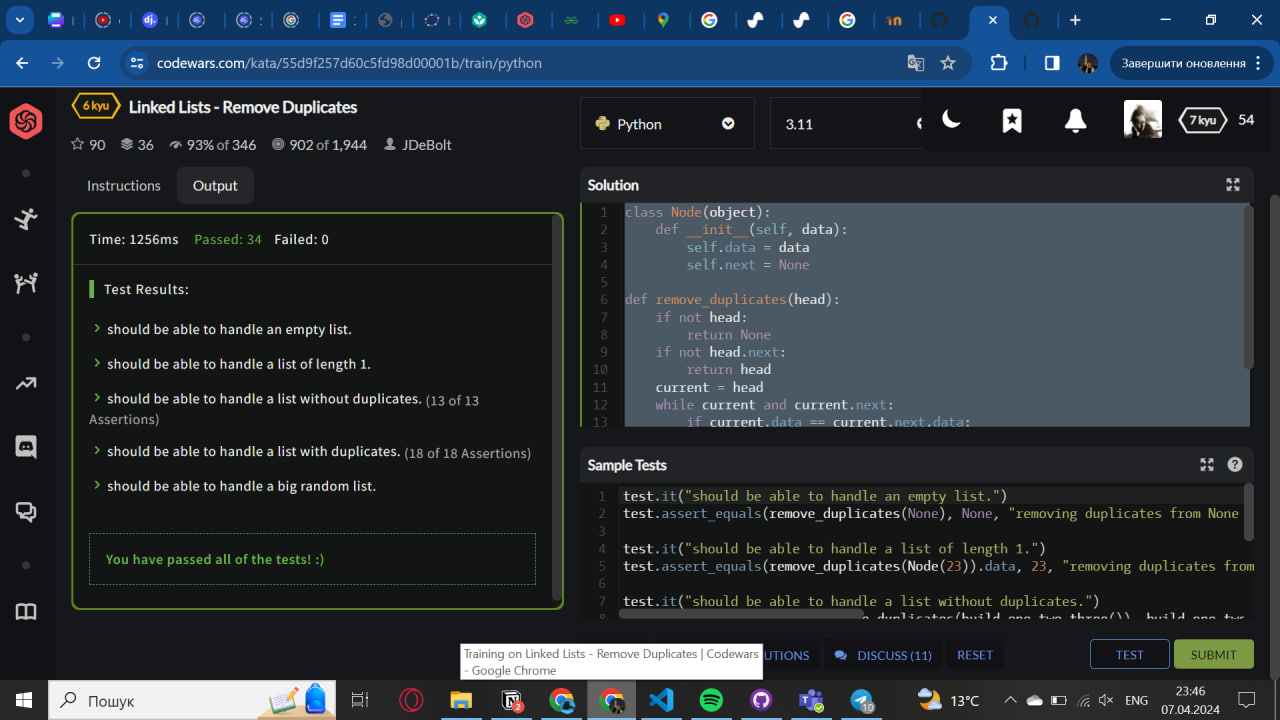 codewars.com/kata/55d9f257d60c5fd98d00001b/train/python
Завершити оновлення
6 kyu
Linked Lists - Remove Duplicates
90 36 93% of 346 902 of 1,944 JDeBolt
Python
3.11
7 kyu 54
Instructions
Output
Time: 1256ms Passed: 34 Failed: 0
Test Results:
should be able to handle an empty list.
should be able to handle a list of length 1.
should be able to handle a list without duplicates. (13 of 13
Assertions)
should be able to handle a list with duplicates. (18 of 18 Assertions)
should be able to handle a big random list.
You have passed all of the tests! :)
Solution
1 class Node(object):
2 def __init__(self, data):
3 self.data = data
4 self.next = None
5
6 def remove_duplicates(head):
7 if not head:
8 return None
9 if not head.next:
10 return head
11 current = head
12 while current and current.next:
13 if current.data == current.next.data:
Sample Tests
1 test.it("should be able to handle an empty list.")
2 test.assert_equals(remove_duplicates(None), None, "removing duplicates from None
3
4 test.it("should be able to handle a list of length 1.")
5 test.assert_equals(remove_duplicates(Node(23)).data, 23, "removing duplicates from
6
7 test.it("should be able to handle a list without duplicates.")
Training on Linked Lists - Remove Duplicates | Codewars
- Google Chrome
UTIONS
DISCUSS (11)
RESET
TEST
SUBMIT
Пошук
2
10
13°C
ENG
23:46
07.04.2024